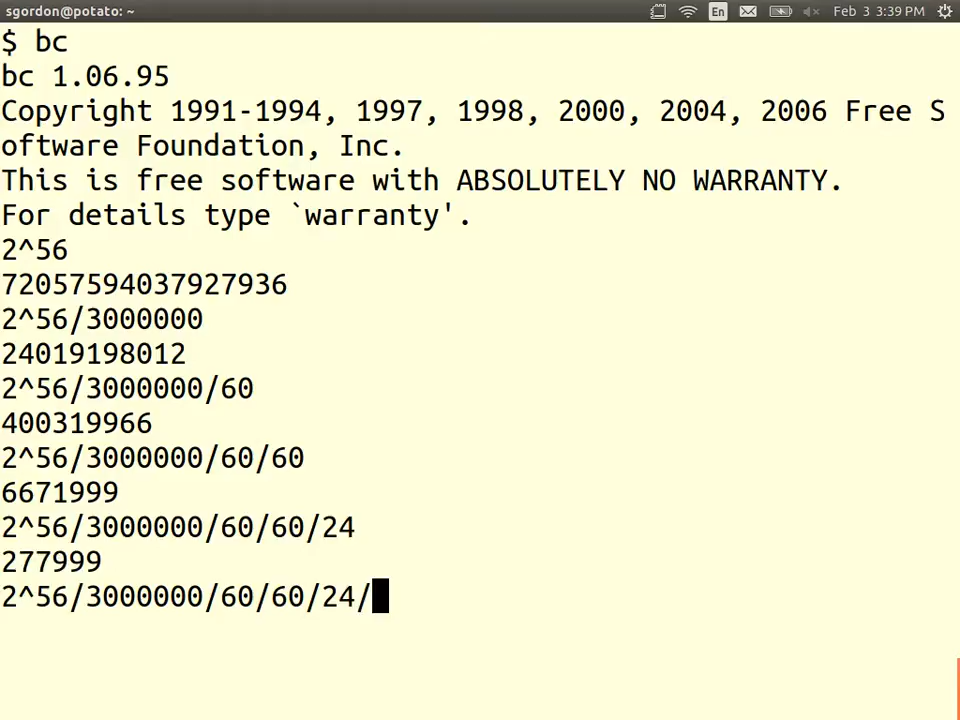 sgordon@potato: ~
En
Feb 3 3:39 PM
$ bc
bc 1.06.95
Copyright 1991-1994, 1997, 1998, 2000, 2004, 2006 Free S
oftware Foundation, Inc.
This is free software with ABSOLUTELY NO WARRANTY.
For details type `warranty'.
2^56
72057594037927936
2^56/3000000
24019198012
2^56/3000000/60
400319966
2^56/3000000/60/60
6671999
2^56/3000000/60/60/24
277999
2^56/3000000/60/60/24/